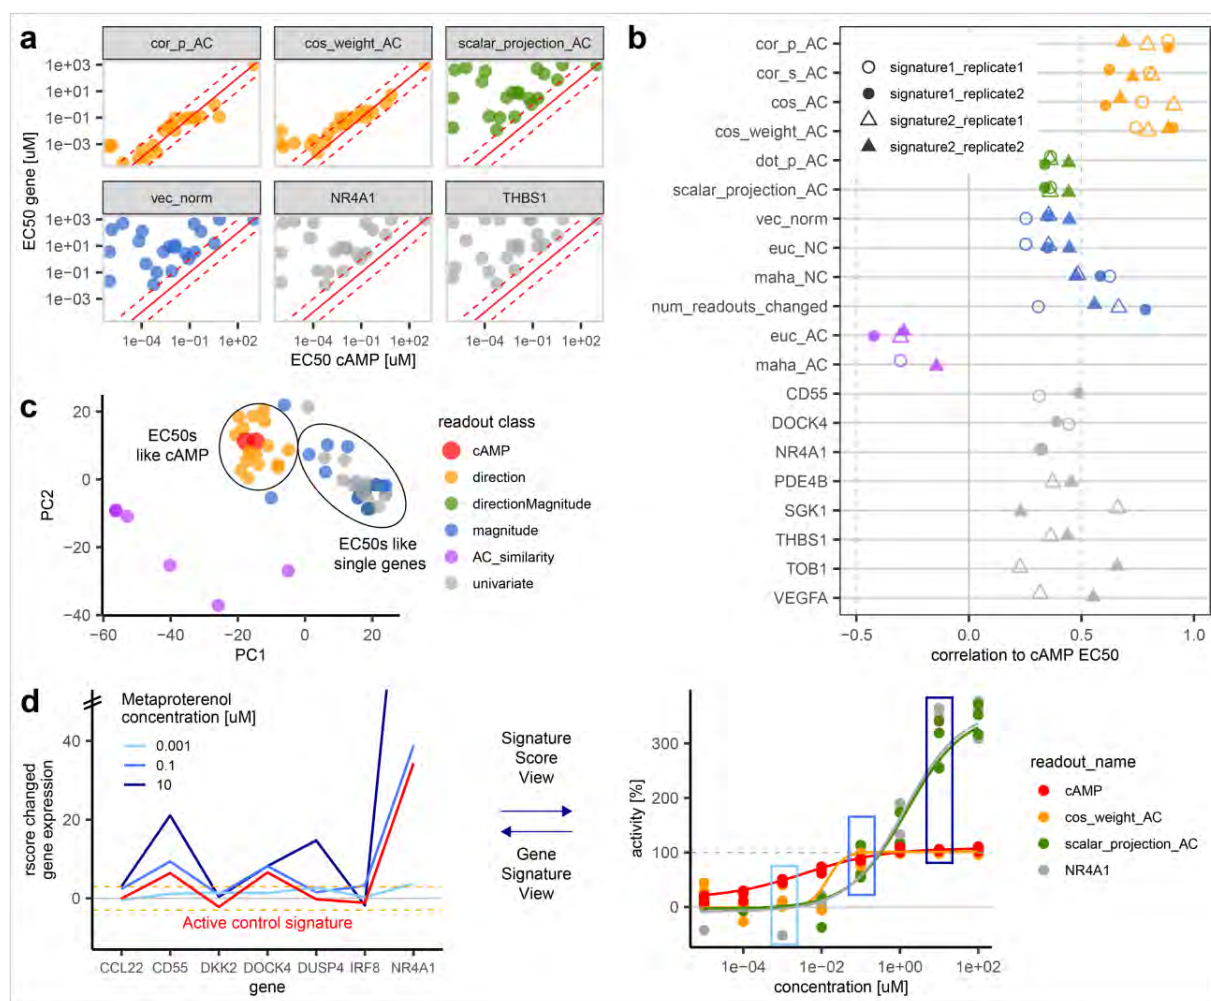 a
cor_p_AC
cos_weight_AC
scalar_projection_AC
1e+03
1e+01
1e−01
1e−03
vec_norm
NR4A1
THBS1
1e+03
1e+01
1e−01
1e−03
EC50 gene [uM]
1e−04 1e−01 1e+02
1e−04 1e−01 1e+02
1e−04 1e−01 1e+02
EC50 cAMP [uM]
b
cor_p_AC
cor_s_AC
cos_AC
cos_weight_AC
dot_p_AC
scalar_projection_AC
vec_norm
euc_NC
maha_NC
num_readouts_changed
euc_AC
maha_AC
CD55
DOCK4
NR4A1
PDE4B
SGK1
THBS1
TOB1
VEGFA
signature1_replicate1
signature1_replicate2
signature2_replicate1
signature2_replicate2
−0.5 0.0 0.5 1.0
correlation to cAMP EC50
c
20
0
−20
−40
PC2
EC50s
like cAMP
EC50s like
single genes
−60 −40 −20 0 20
PC1
readout class
cAMP
direction
directionMagnitude
magnitude
AC_similarity
univariate
d
Metaproterenol
concentration [uM]
0.001
0.1
10
40
20
0
rscore changed
gene expression
Active control signature
CCL22 CD55 DKK2 DOCK4 DUSP4 IRF8 NR4A1
gene
Signature
Score
View
Gene
Signature
View
300
200
100
0
activity [%]
1e−04 1e−02 1e+00 1e+02
concentration [uM]
readout_name
cAMP
cos_weight_AC
scalar_projection_AC
NR4A1